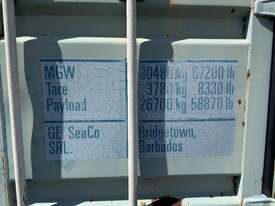 MGW 30480 kg 67200 lb
Tare 3780 kg 8330 lb
Payload 26700 kg 58870 lb
GE SeaCo Bridgetown,
SRL. Barbados